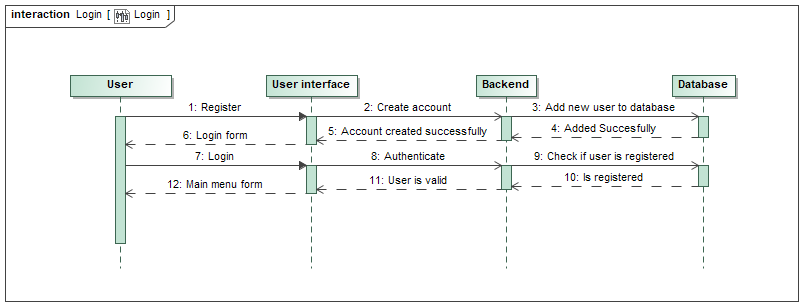 interaction Login [ Login ]
User
User interface
Backend
Database
1: Register
2: Create account
3: Add new user to database
4: Added Succesfully
5: Account created succesfully
6: Login form
7: Login
8: Authenticate
9: Check if user is registered
10: Is registered
11: User is valid
12: Main menu form